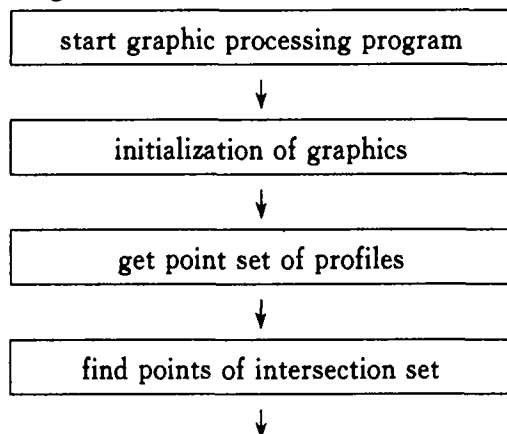 start graphic processing program
initialization of graphics
get point set of profiles
find points of intersection set